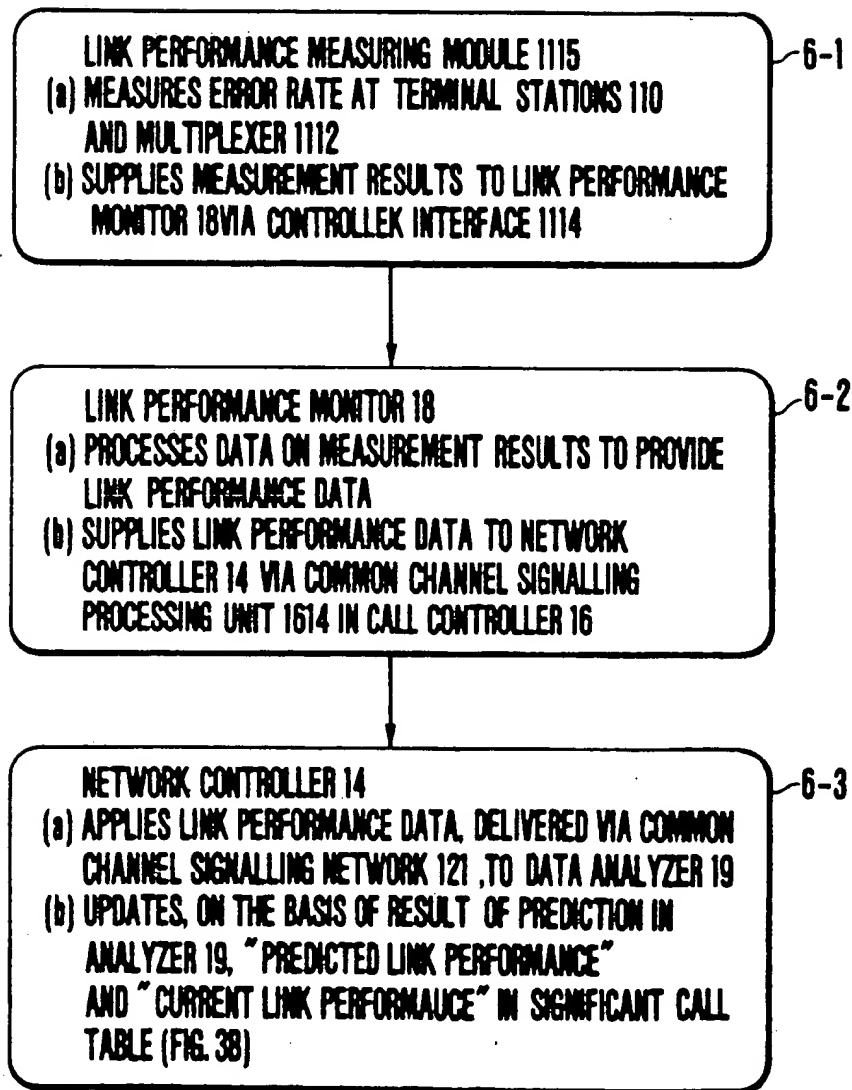 LINK PERFORMANCE MEASURING MODULE 1115
6-1
(a) MEASURES ERROR RATE AT TERMINAL STATIONS 110
AND MULTIPLEXER 1112
(b) SUPPLIES MEASUREMENT RESULTS TO LINK PERFORMANCE
MONITOR 18VIA CONTROLLEK INTERFACE 1114
LINK PERFORMANCE MONITOR 18
6-2
(a) PROCESSES DATA ON MEASUREMENT RESULTS TO PROVIDE
LINK PERFORMANCE DATA
(b) SUPPLIES LINK PERFORMANCE DATA TO NETWORK
CONTROLLER 14 VIA COMMON CHANNEL SIGNALLING
PROCESSING UNIT 1614 IN CALL CONTROLLER 16
NETWORK CONTROLLER 14
6-3
(a) APPLIES LINK PERFORMANCE DATA, DELIVERED VIA COMMON
CHANNEL SIGNALLING NETWORK 121 ,TO DATA ANALYZER 19
(b) UPDATES, ON THE BASIS OF RESULT OF PREDICTION IN
ANALYZER 19, "PREDICTED LINK PERFORMANCE"
AND "CURRENT LINK PERFORMAUCE" IN SIGNIFICANT CALL
TABLE (FIG. 3B)